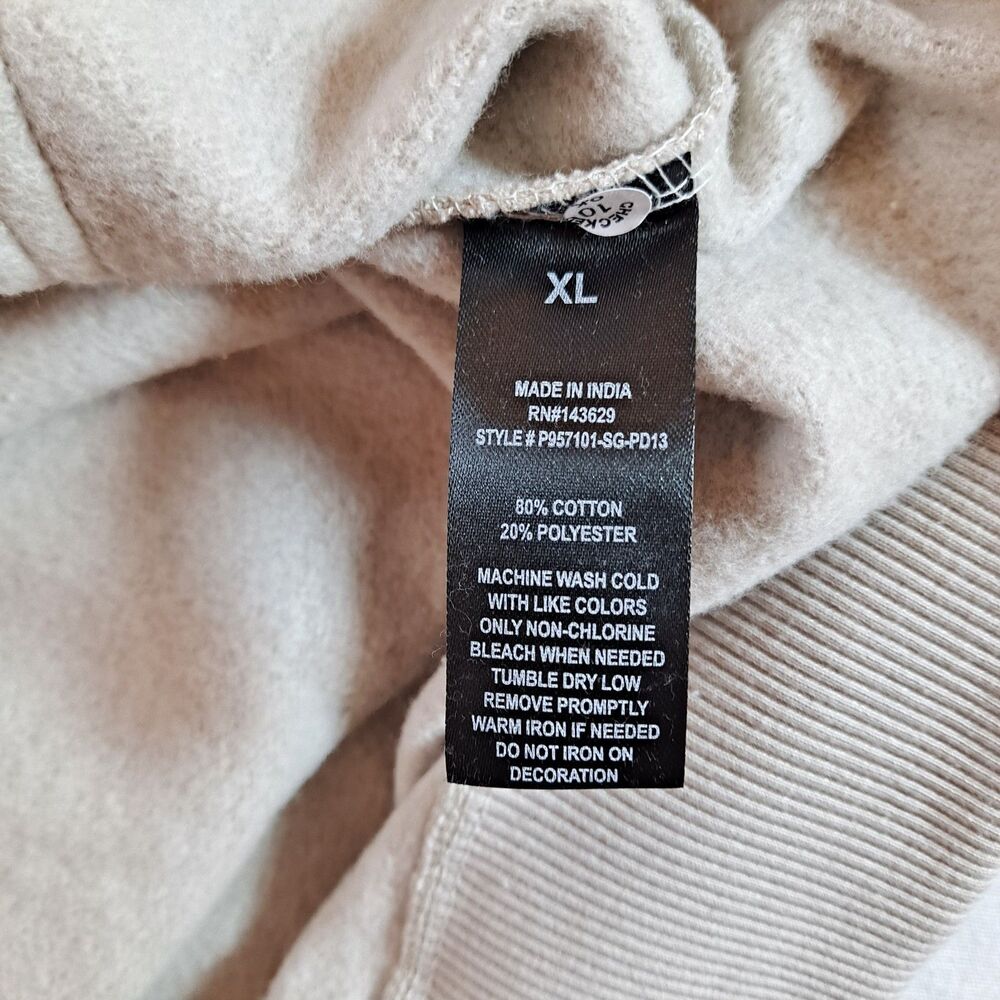 CHECKE
10
XL
MADE IN INDIA
RN#143629
STYLE # P957101-SG-PD13
80% COTTON
20% POLYESTER
MACHINE WASH COLD
WITH LIKE COLORS
ONLY NON-CHLORINE
BLEACH WHEN NEEDED
TUMBLE DRY LOW
REMOVE PROMPTLY
WARM IRON IF NEEDED
DO NOT IRON ON
DECORATION